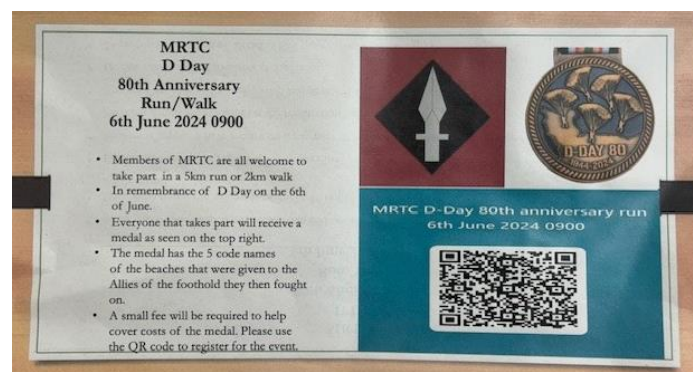 MRTC
D Day
80th Anniversary
Run/Walk
6th June 2024 0900
• Members of MRTC are all welcome to
take part in a 5km run or 2km walk
• In remembrance of D Day on the 6th
of June.
• Everyone that takes part will receive a
medal as seen on the top right.
• The medal has the 5 code names
of the beaches that were given to the
Allies of the foothold they then fought
on.
• A small fee will be required to help
cover costs of the medal. Please use
the QR code to register for the event.
D-DAY 80
1944-2024
MRTC D-Day 80th anniversary run
6th June 2024 0900